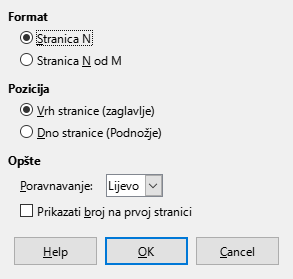 Format
Stranica N
Stranica N od M
Pozicija
Vrh stranice (zaglavlje)
Dno stranice (Podnožje)
Opšte
Poravnavanje: Lijevo
Prikazati broj na prvoj stranici
Help OK Cancel